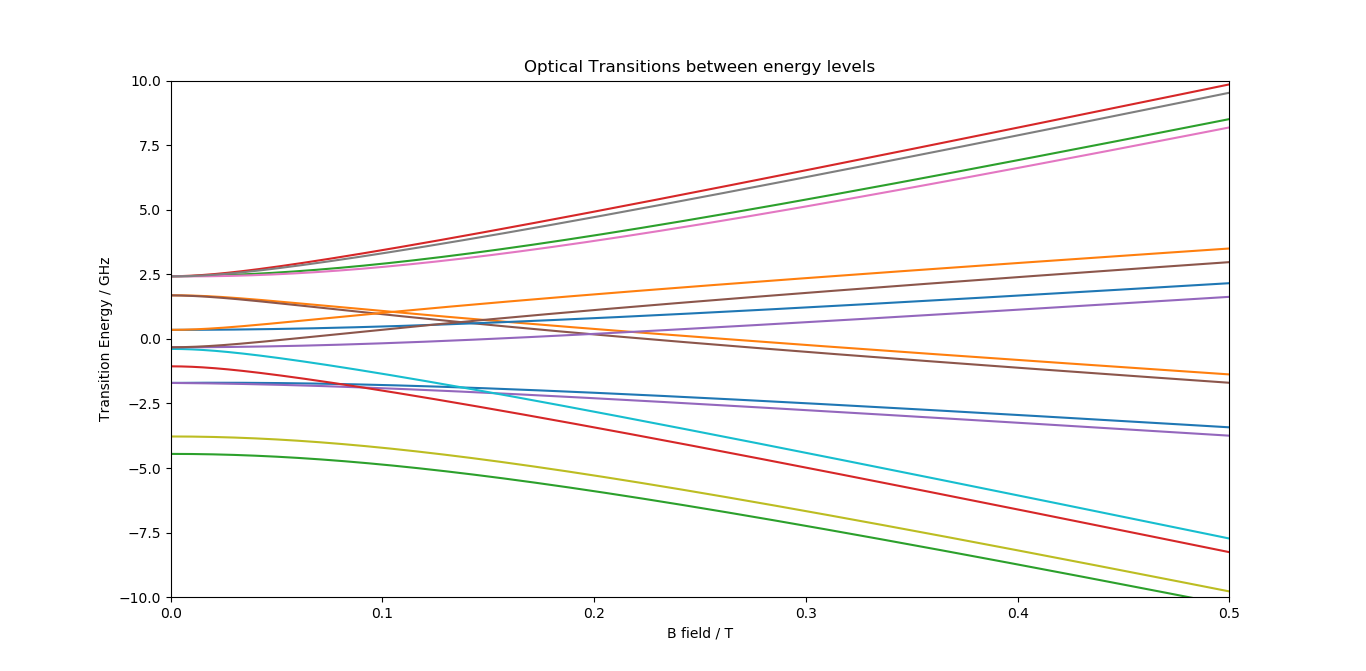 Optical Transitions between energy levels
Transition Energy / GHz
10.0
7.5
5.0
2.5
0.0
−2.5
−5.0
−7.5
−10.0
0.0 0.1 0.2 0.3 0.4 0.5
B field / T